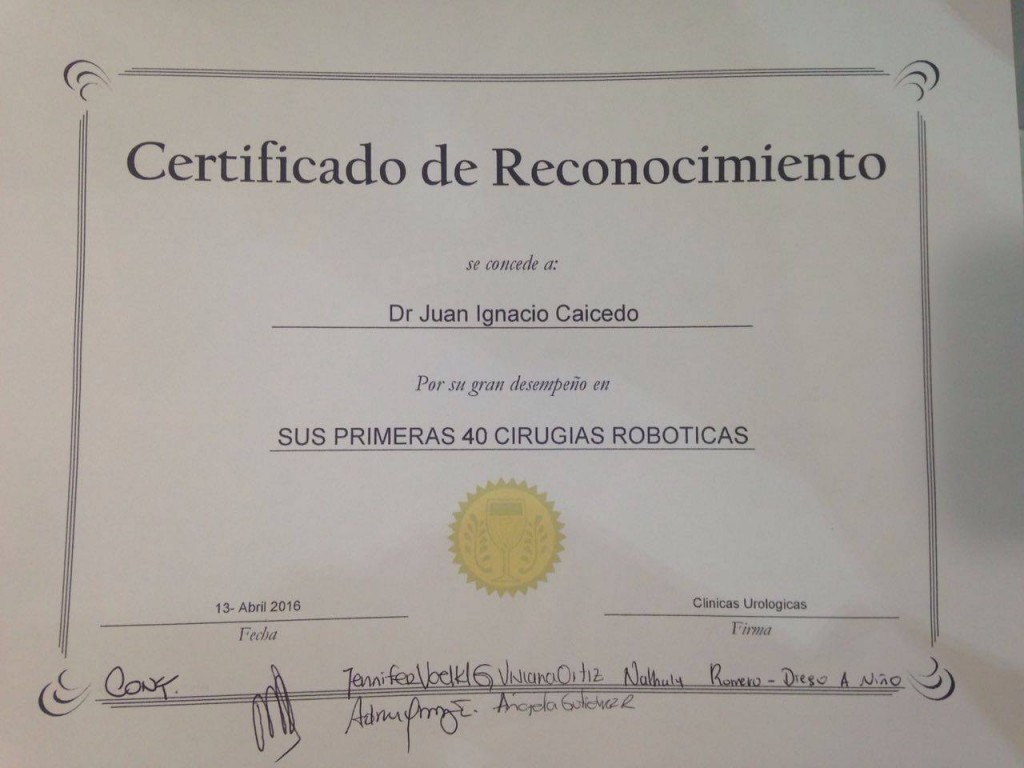 Certificado de Reconocimiento
se concede a:
Dr Juan Ignacio Caicedo
Por su gran desempeño en
SUS PRIMERAS 40 CIRUGIAS ROBOTICAS
13- Abril 2016
Clinicas Urologicas
Fecha
Firma
Jennifer Voelkl G Viviana Ortiz Nathaly Romero - Diego A Niño
Angela Gutierrez